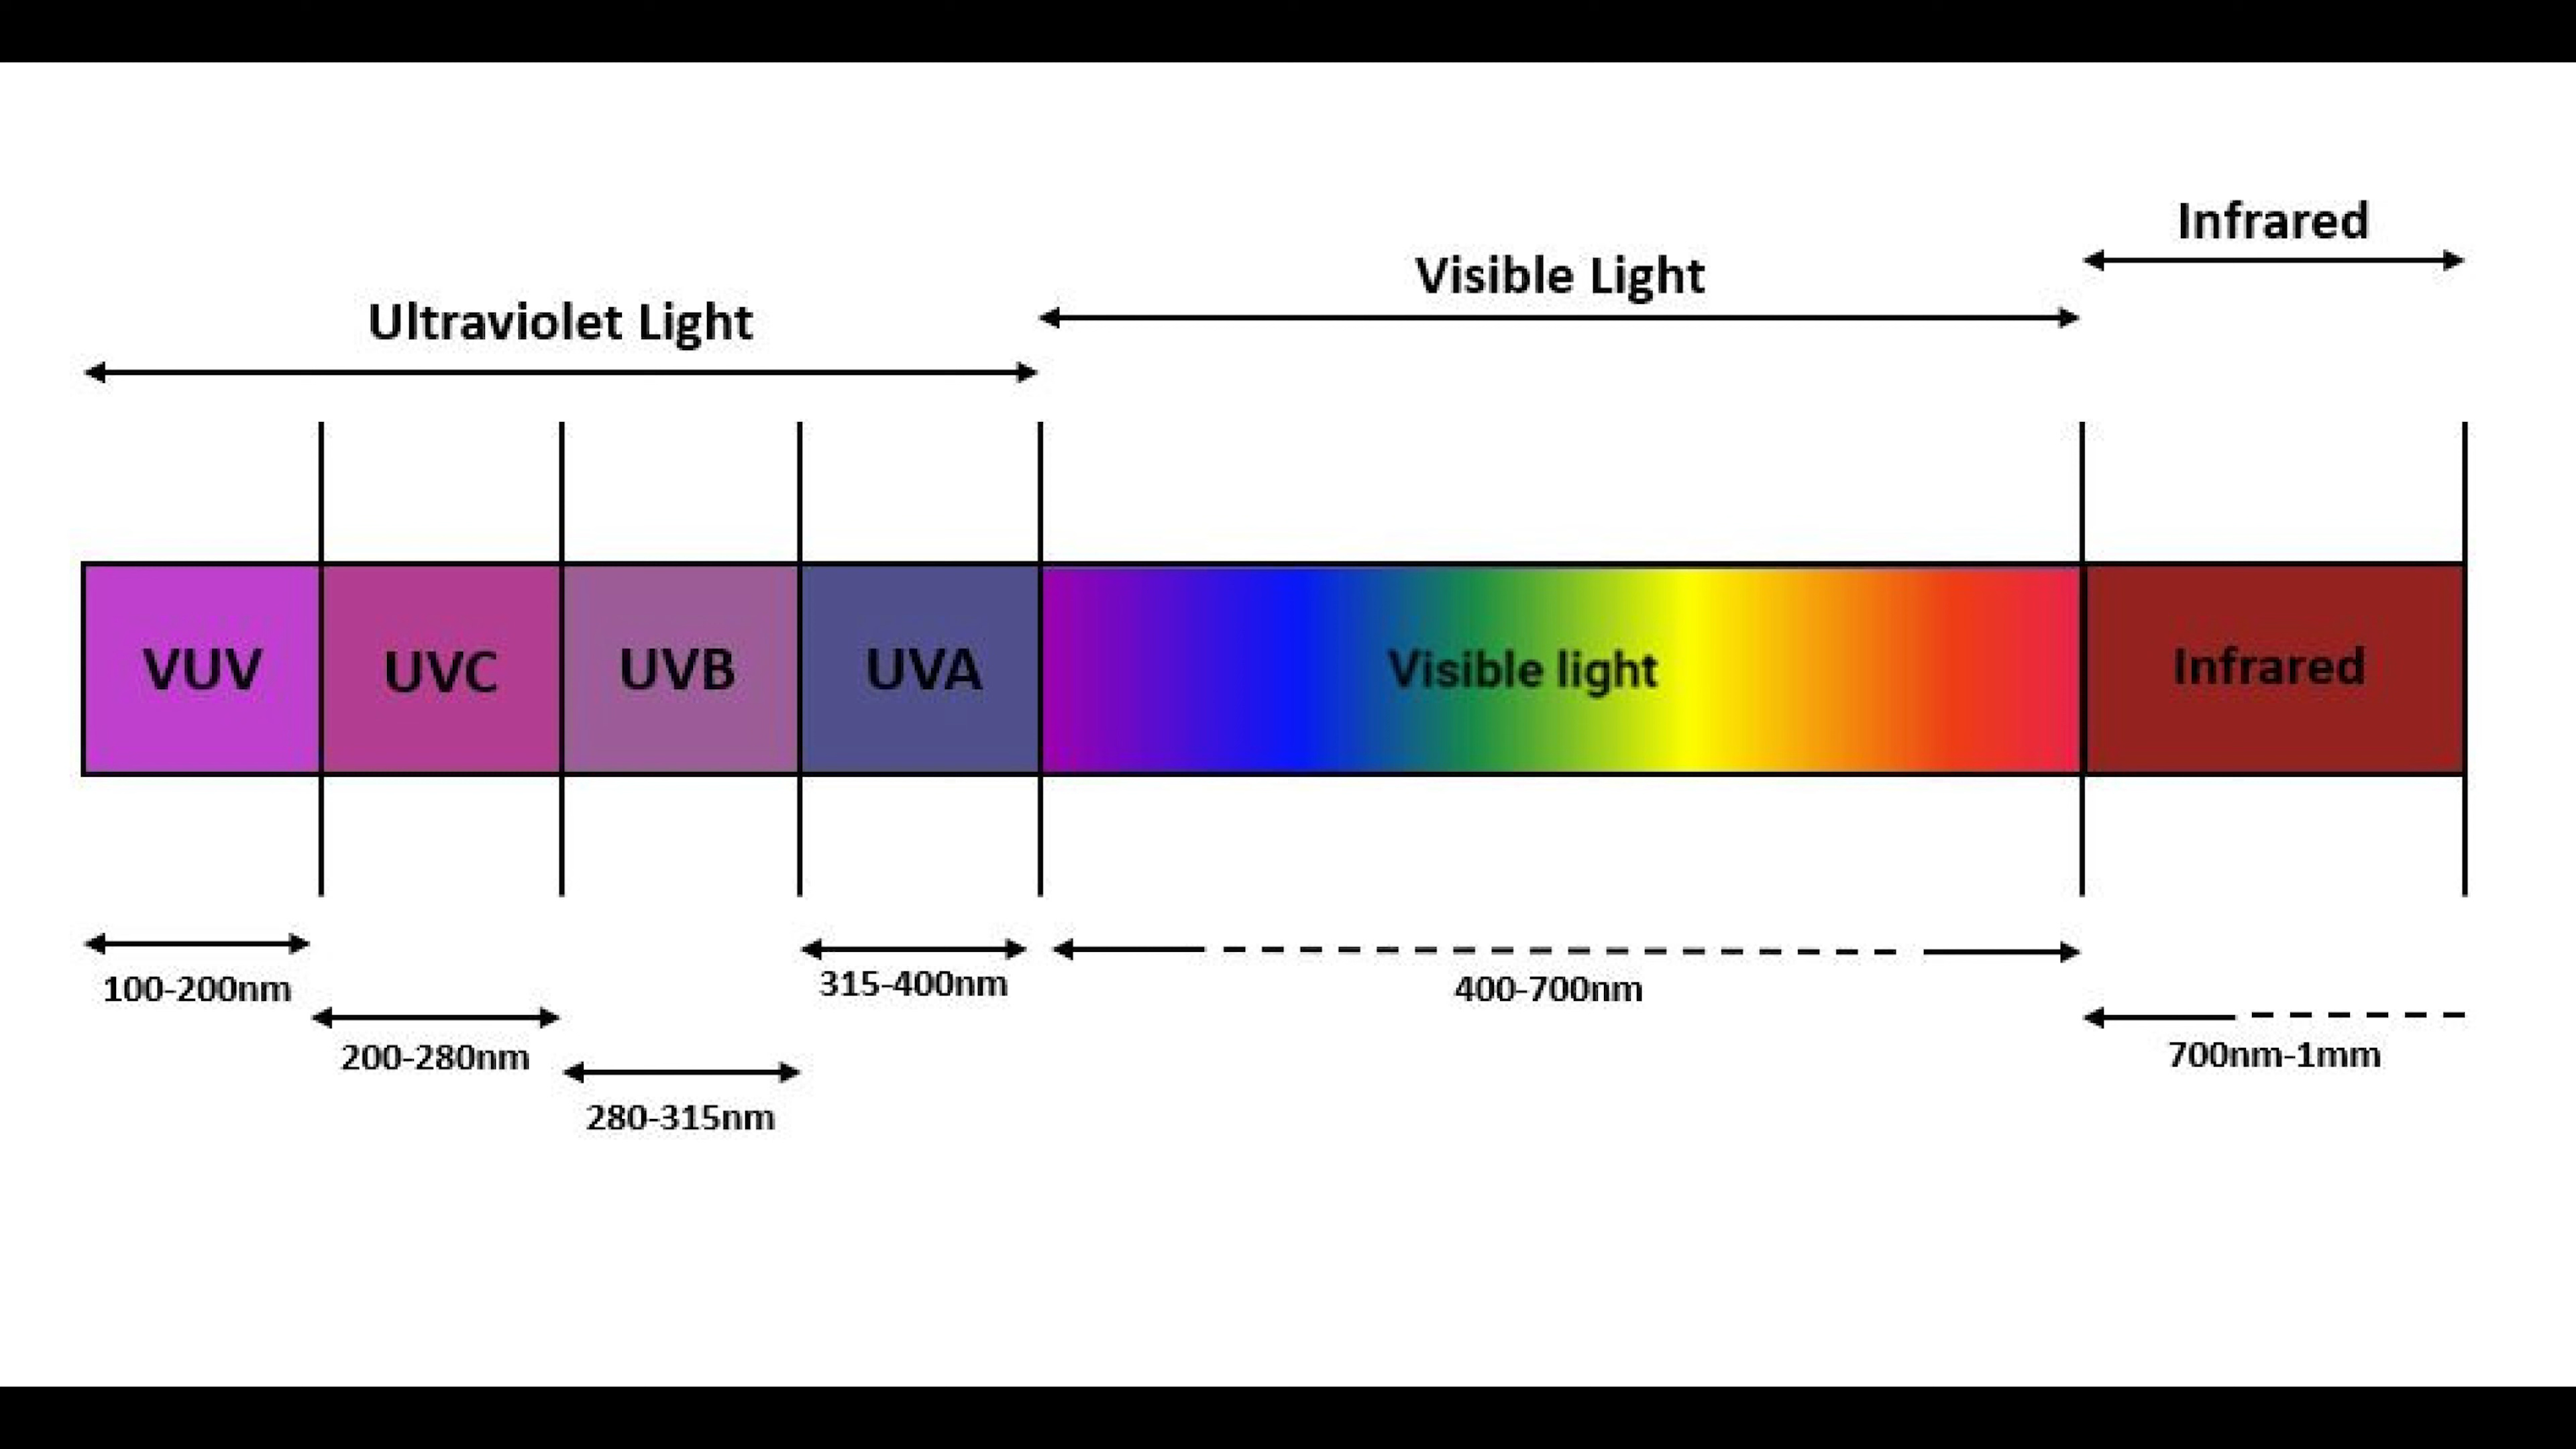 Infrared
Visible Light
Ultraviolet Light
VUV
UVC
UVB
UVA
Visible light
Infrared
100-200nm
200-280nm
280-315nm
315-400nm
400-700nm
700nm-1mm